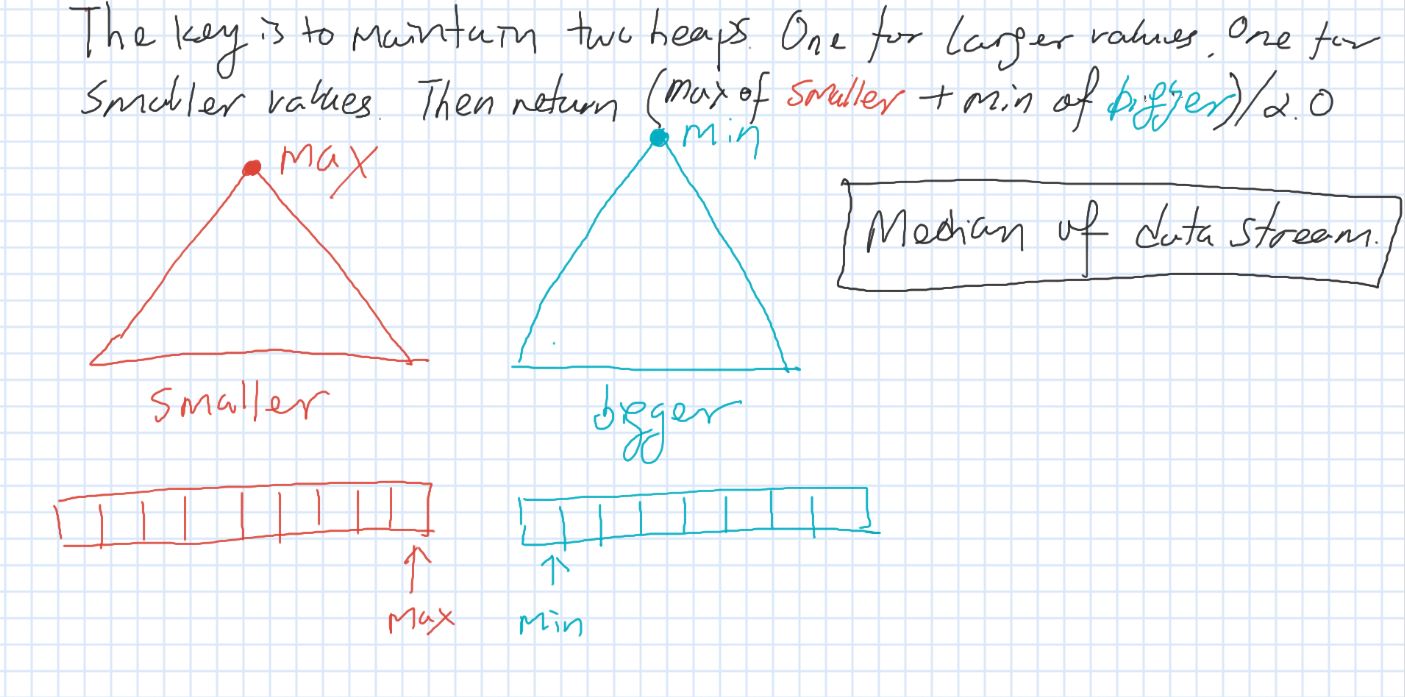 The key is to maintain two heaps. One for larger values. One for
smaller values. Then return (max of smaller + min of bigger)/2.0
max
min
Median of data stream.
smaller
bigger
max
min